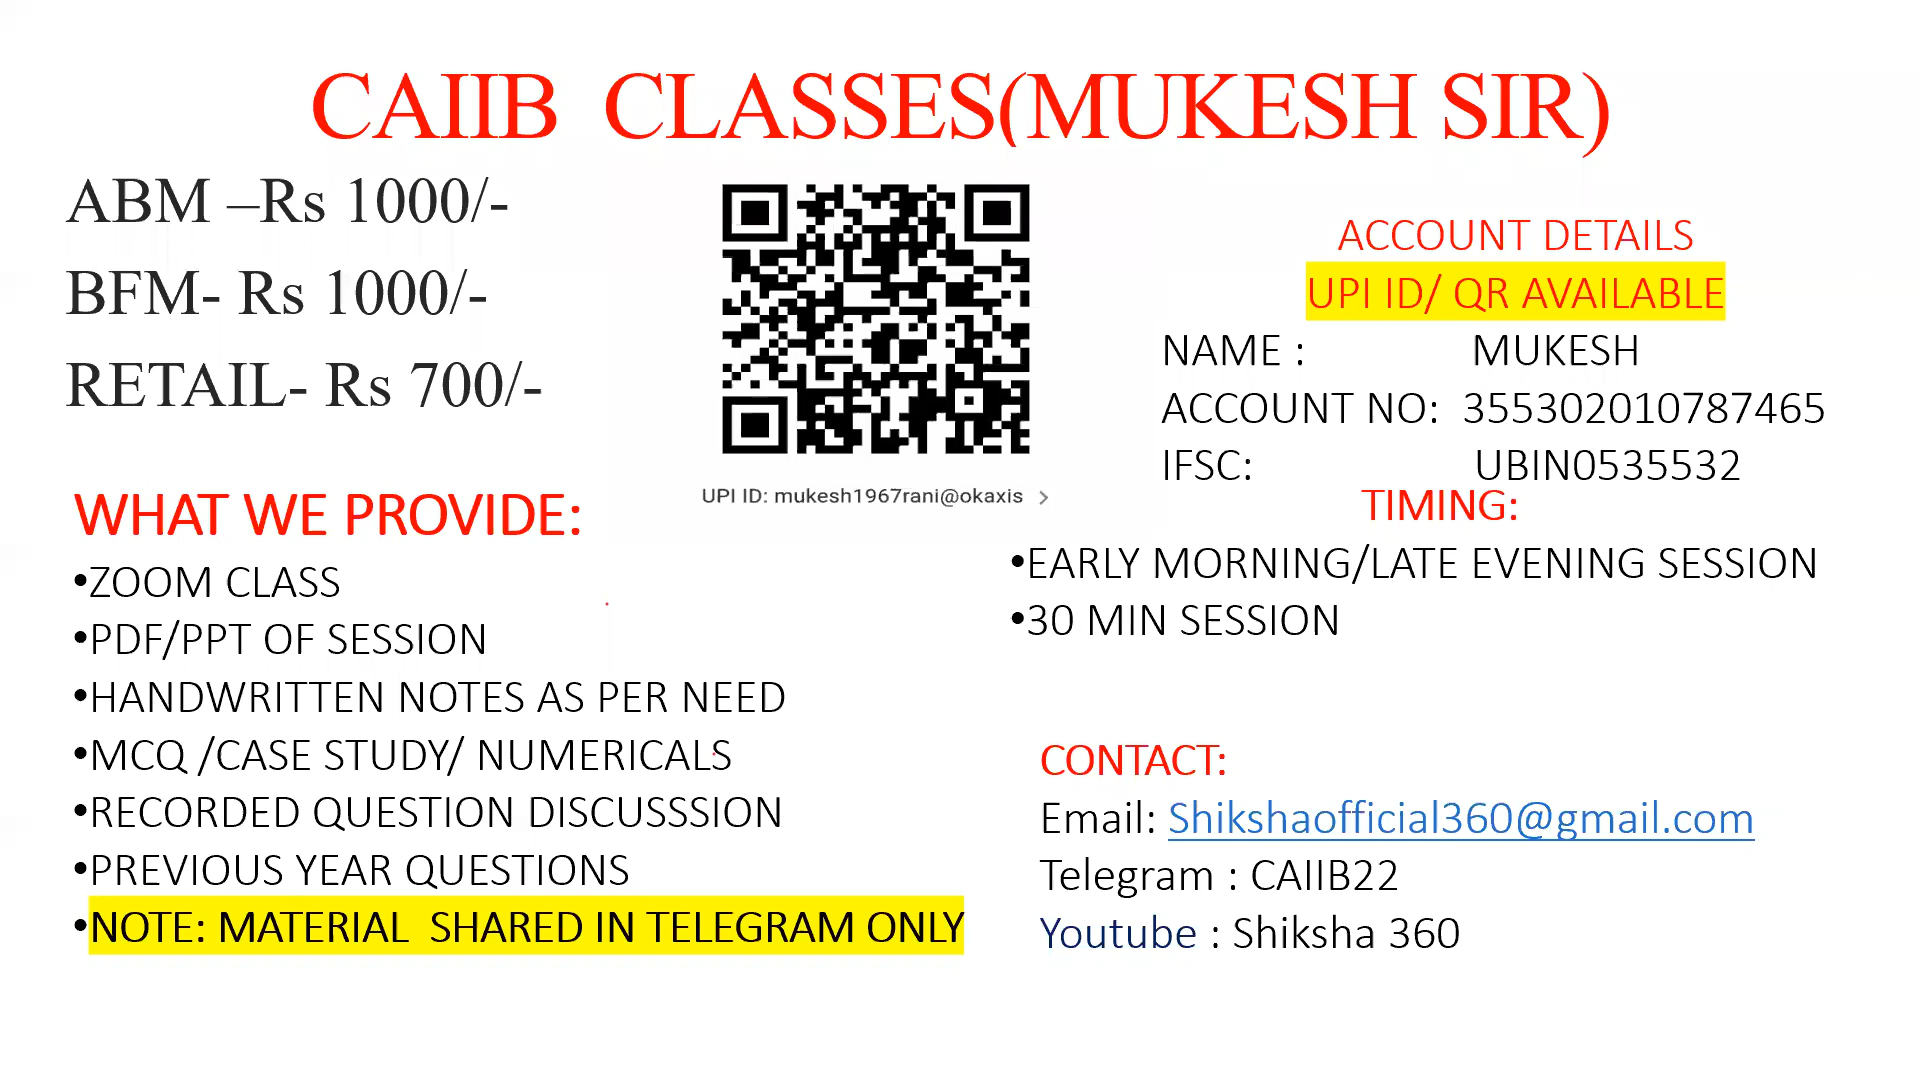 CAIIB CLASSES(MUKESH SIR)
ABM –Rs 1000/-
BFM- Rs 1000/-
RETAIL- Rs 700/-
UPI ID: mukesh1967rani@okaxis
ACCOUNT DETAILS
UPI ID/ QR AVAILABLE
NAME : MUKESH
ACCOUNT NO: 355302010787465
IFSC: UBIN0535532
WHAT WE PROVIDE:
•ZOOM CLASS
•PDF/PPT OF SESSION
•HANDWRITTEN NOTES AS PER NEED
•MCQ /CASE STUDY/ NUMERICALS
•RECORDED QUESTION DISCUSSSION
•PREVIOUS YEAR QUESTIONS
•NOTE: MATERIAL SHARED IN TELEGRAM ONLY
TIMING:
•EARLY MORNING/LATE EVENING SESSION
•30 MIN SESSION
CONTACT:
Email: Shikshaofficial360@gmail.com
Telegram : CAIIB22
Youtube : Shiksha 360